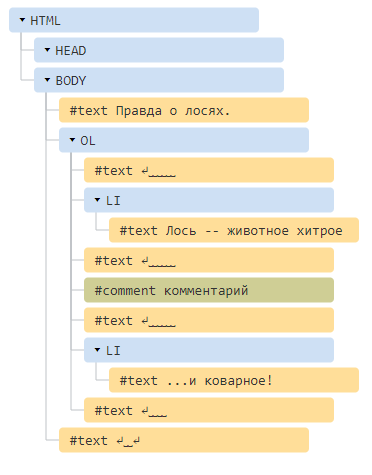 ▾ HTML
▾ HEAD
▾ BODY
#text Правда о лосях.
▾ OL
#text ↵␣␣␣␣␣␣
▾ LI
#text Лось -- животное хитрое
#text ↵␣␣␣␣␣␣
#comment комментарий
#text ↵␣␣␣␣␣␣
▾ LI
#text ...и коварное!
#text ↵␣␣␣␣
#text ↵␣␣↵